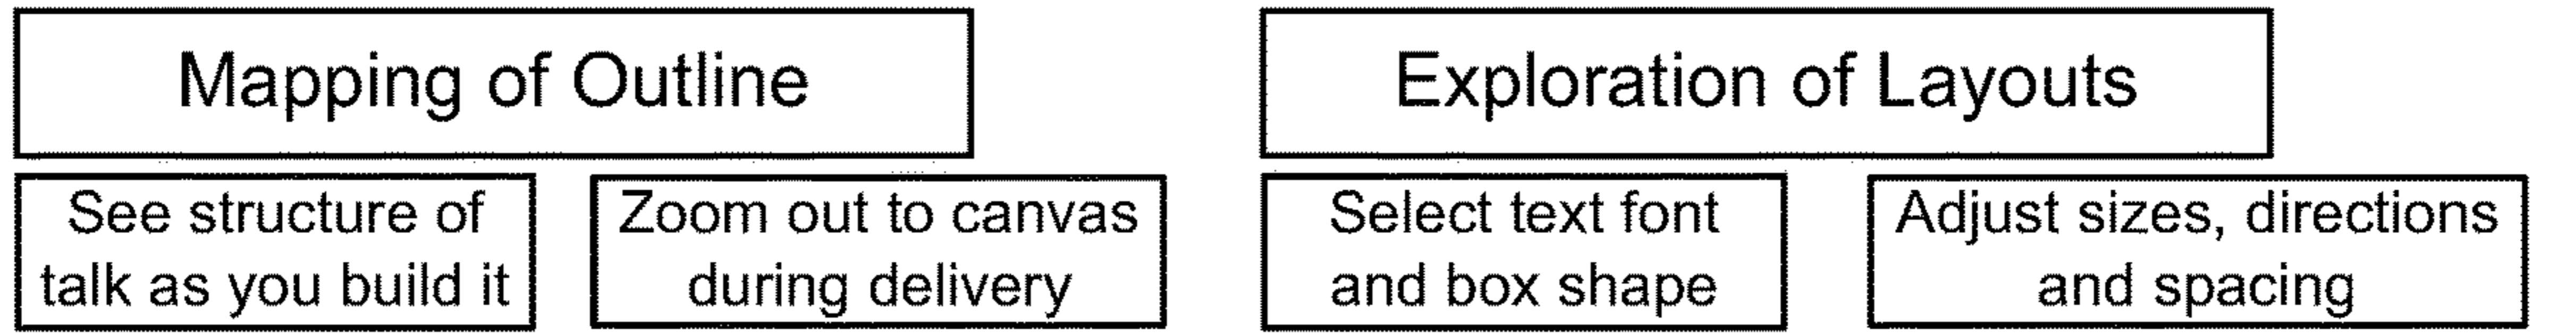 Mapping of Outline
Exploration of Layouts
See structure of
talk as you build it
Zoom out to canvas
during delivery
Select text font
and box shape
Adjust sizes, directions
and spacing